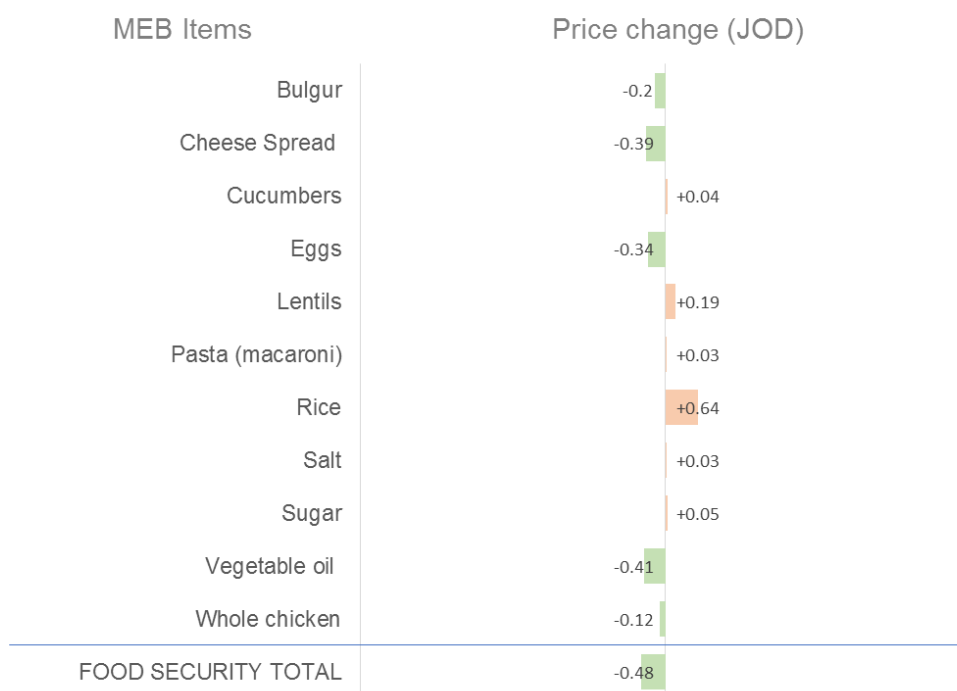 MEB Items Price change (JOD)
Bulgur -0.2
Cheese Spread -0.39
Cucumbers +0.04
Eggs -0.34
Lentils +0.19
Pasta (macaroni) +0.03
Rice +0.64
Salt +0.03
Sugar +0.05
Vegetable oil -0.41
Whole chicken -0.12
FOOD SECURITY TOTAL -0.48